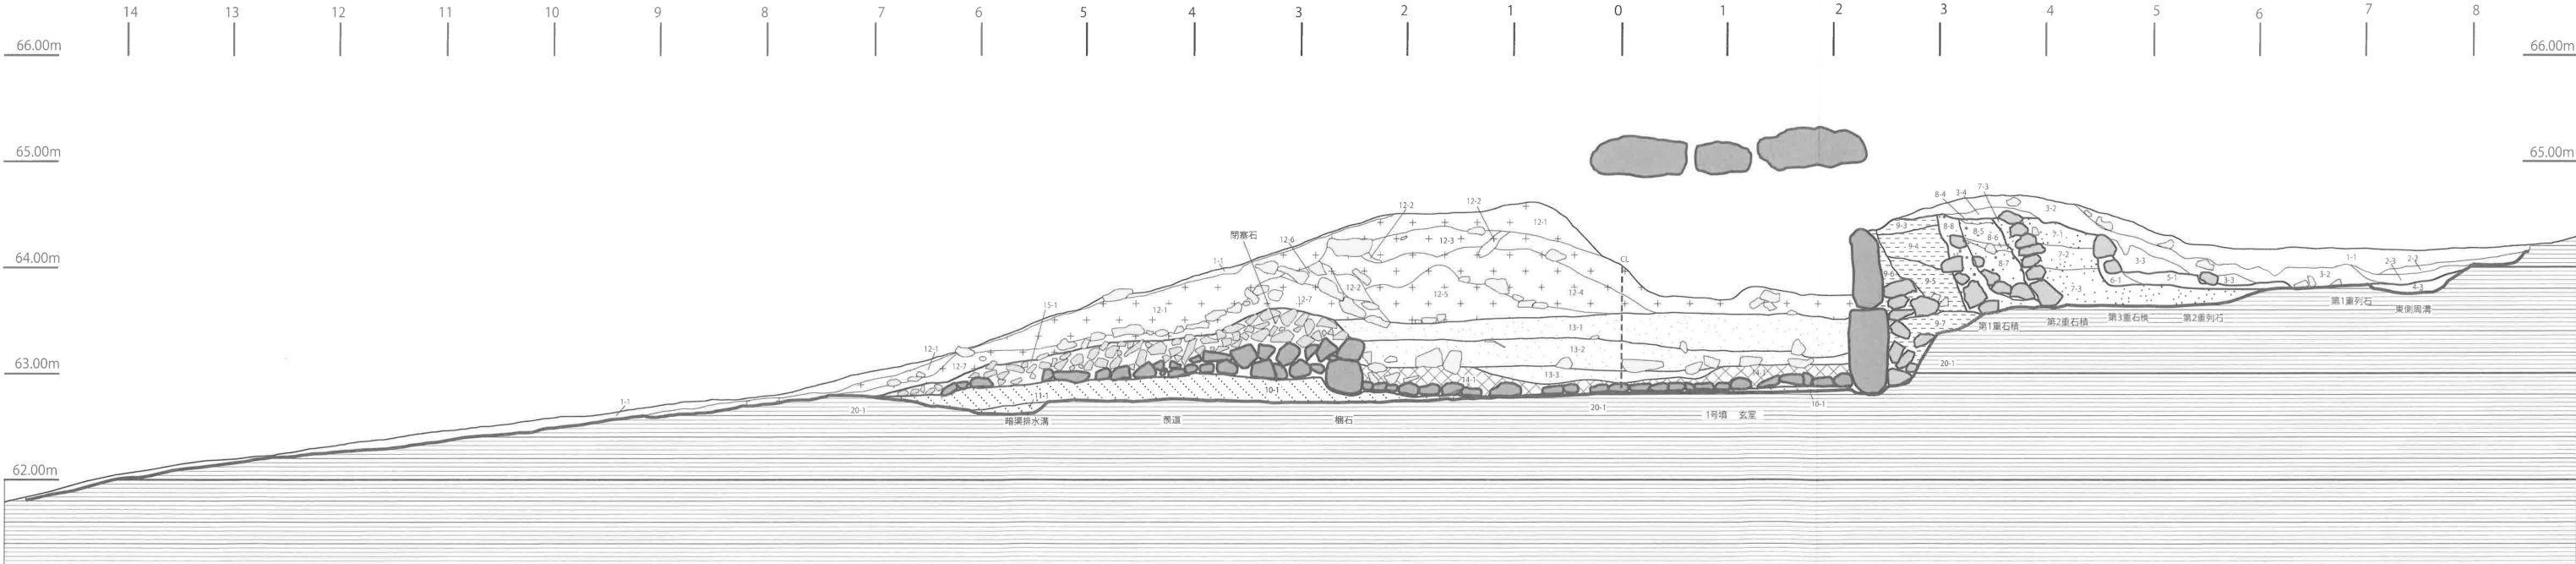 14 13 12 11 10 9 8 7 6 5 4 3 2 1 0 1 2 3 4 5 6 7 8
66.00m 66.00m
65.00m 65.00m
8-4 3-4 7-3
12-2 12-2 3-2
12-1 9-3 8-8 8-5 7-1
閉塞石 12-6 12-3 9-4 8-6 7-2
64.00m
1-1 CL 3-3 1-1 2-3 2-3
12-2 12-5 12-4 9-6 9-5 8-7 7-3 6-1 5-1 3-3 3-2 4-3
15-1 12-1 12-7 第1重列石
13-1 9-7 第1重石積 第2重石積 第3重石積 第2重列石 東側周溝
12-1 13-2
63.00m 12-7 20-1
13-3 14-1 14-1
10-1 11-1
1-1 20-1 20-1 10-1
暗渠排水溝 羨道 梱石 1号墳 玄室
62.00m